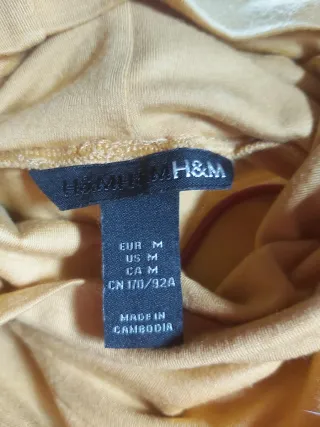 H&M H&M H&M
EUR M
US M
CA M
CN 170/92A
MADE IN
CAMBODIA